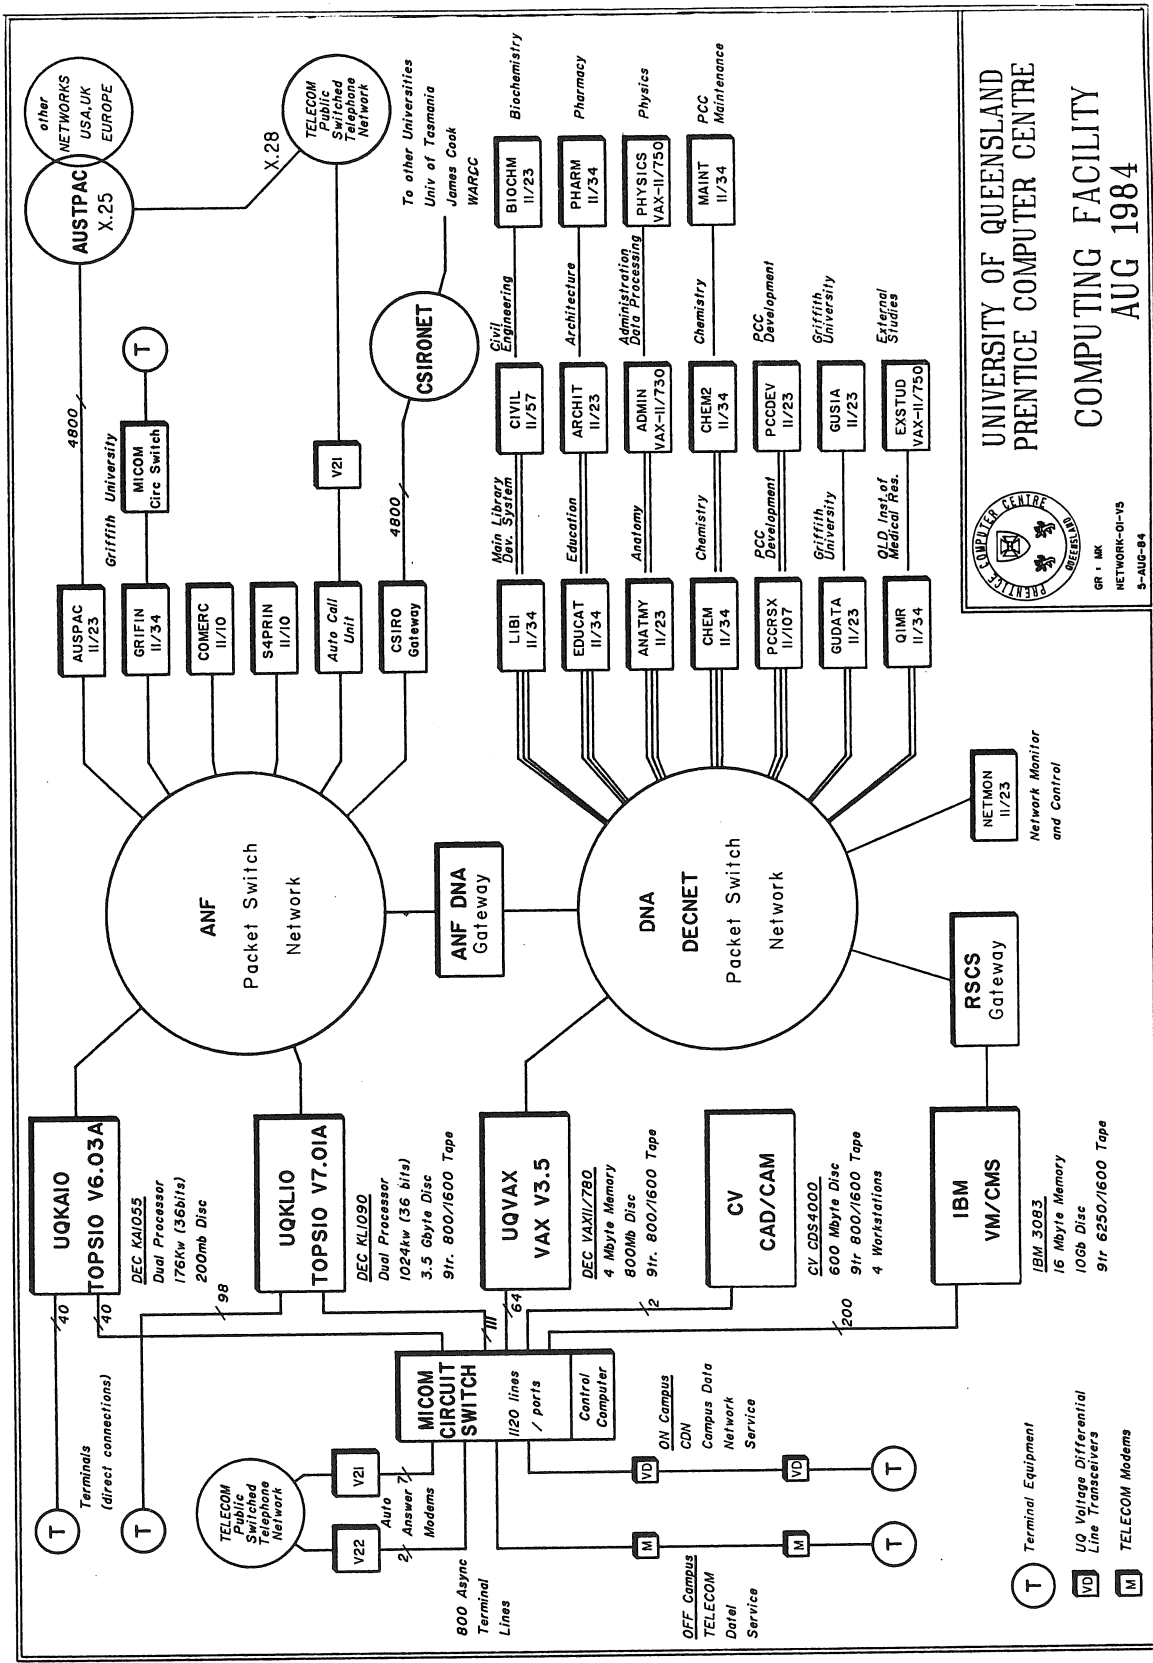 UQKA10
TOPS10 V6.03A
DEC KA1055
Dual Processor
176Kw (36bits)
200mb Disc
40
40
Terminals
(direct connections)
T
T
98
UQKL10
TOPS10 V7.01A
DEC KL1090
Dual Processor
1024kw (36 bits)
3.5 Gbyte Disc
9tr. 800/1600 Tape
111
UQVAX
VAX V3.5
DEC VAX11/780
4 Mbyte Memory
800Mb Disc
9tr. 800/1600 Tape
64
CV
CAD/CAM
CV CDS4000
600 Mbyte Disc
9tr 800/1600 Tape
4 Workstations
2
IBM
VM/CMS
IBM 3083
16 Mbyte Memory
10Gb Disc
9tr 6250/1600 Tape
200
MICOM
CIRCUIT
SWITCH
1120 lines
/ ports
Control
Computer
TELECOM
Public
Switched
Telephone
Network
V22
V21
Auto
Answer
Modems
7
2
800 Async
Terminal
Lines
ON Campus
CDN
Campus Data
Network
Service
VD
VD
T
OFF Campus
TELECOM
Datel
Service
M
M
T
T
Terminal Equipment
VD
UQ Voltage Differential
Line Transceivers
M
TELECOM Modems
ANF
Packet Switch
Network
ANF DNA
Gateway
DNA
DECNET
Packet Switch
Network
RSCS
Gateway
NETMON
11/23
Network Monitor
and Control
AUSPAC
11/23
4800
AUSTPAC
X.25
other
NETWORKS
USA,UK
EUROPE
X.28
TELECOM
Public
Switched
Telephone
Network
GRIFIN
11/34
Griffith University
MICOM
Circ Switch
T
COMERC
11/10
S4PRIN
11/10
Auto Call
Unit
V21
CSIRO
Gateway
4800
CSIRONET
To other Universities
Univ of Tasmania
James Cook
WARCC
LIB1
11/34
Main Library
Dev. System
CIVIL
11/57
Civil
Engineering
BIOCHM
11/23
Biochemistry
EDUCAT
11/34
Education
ARCHIT
11/23
Architecture
PHARM
11/34
Pharmacy
ANATMY
11/23
Anatomy
ADMIN
VAX-11/730
Administration
Data Processing
PHYSICS
VAX-11/750
Physics
CHEM
11/34
Chemistry
CHEM2
11/34
Chemistry
MAINT
11/34
PCC
Maintenance
PCCRSX
11/107
PCC
Development
PCCDEV
11/23
PCC
Development
GUDATA
11/23
Griffith
University
GUSIA
11/23
Griffith
University
QIMR
11/34
QLD Inst.of
Medical Res.
EXSTUD
VAX-11/750
External
Studies
PRENTICE COMPUTER CENTRE
QUEENSLAND
GR : MK
NETWORK-01-V5
5-AUG-84
UNIVERSITY OF QUEENSLAND
PRENTICE COMPUTER CENTRE
COMPUTING FACILITY
AUG 1984